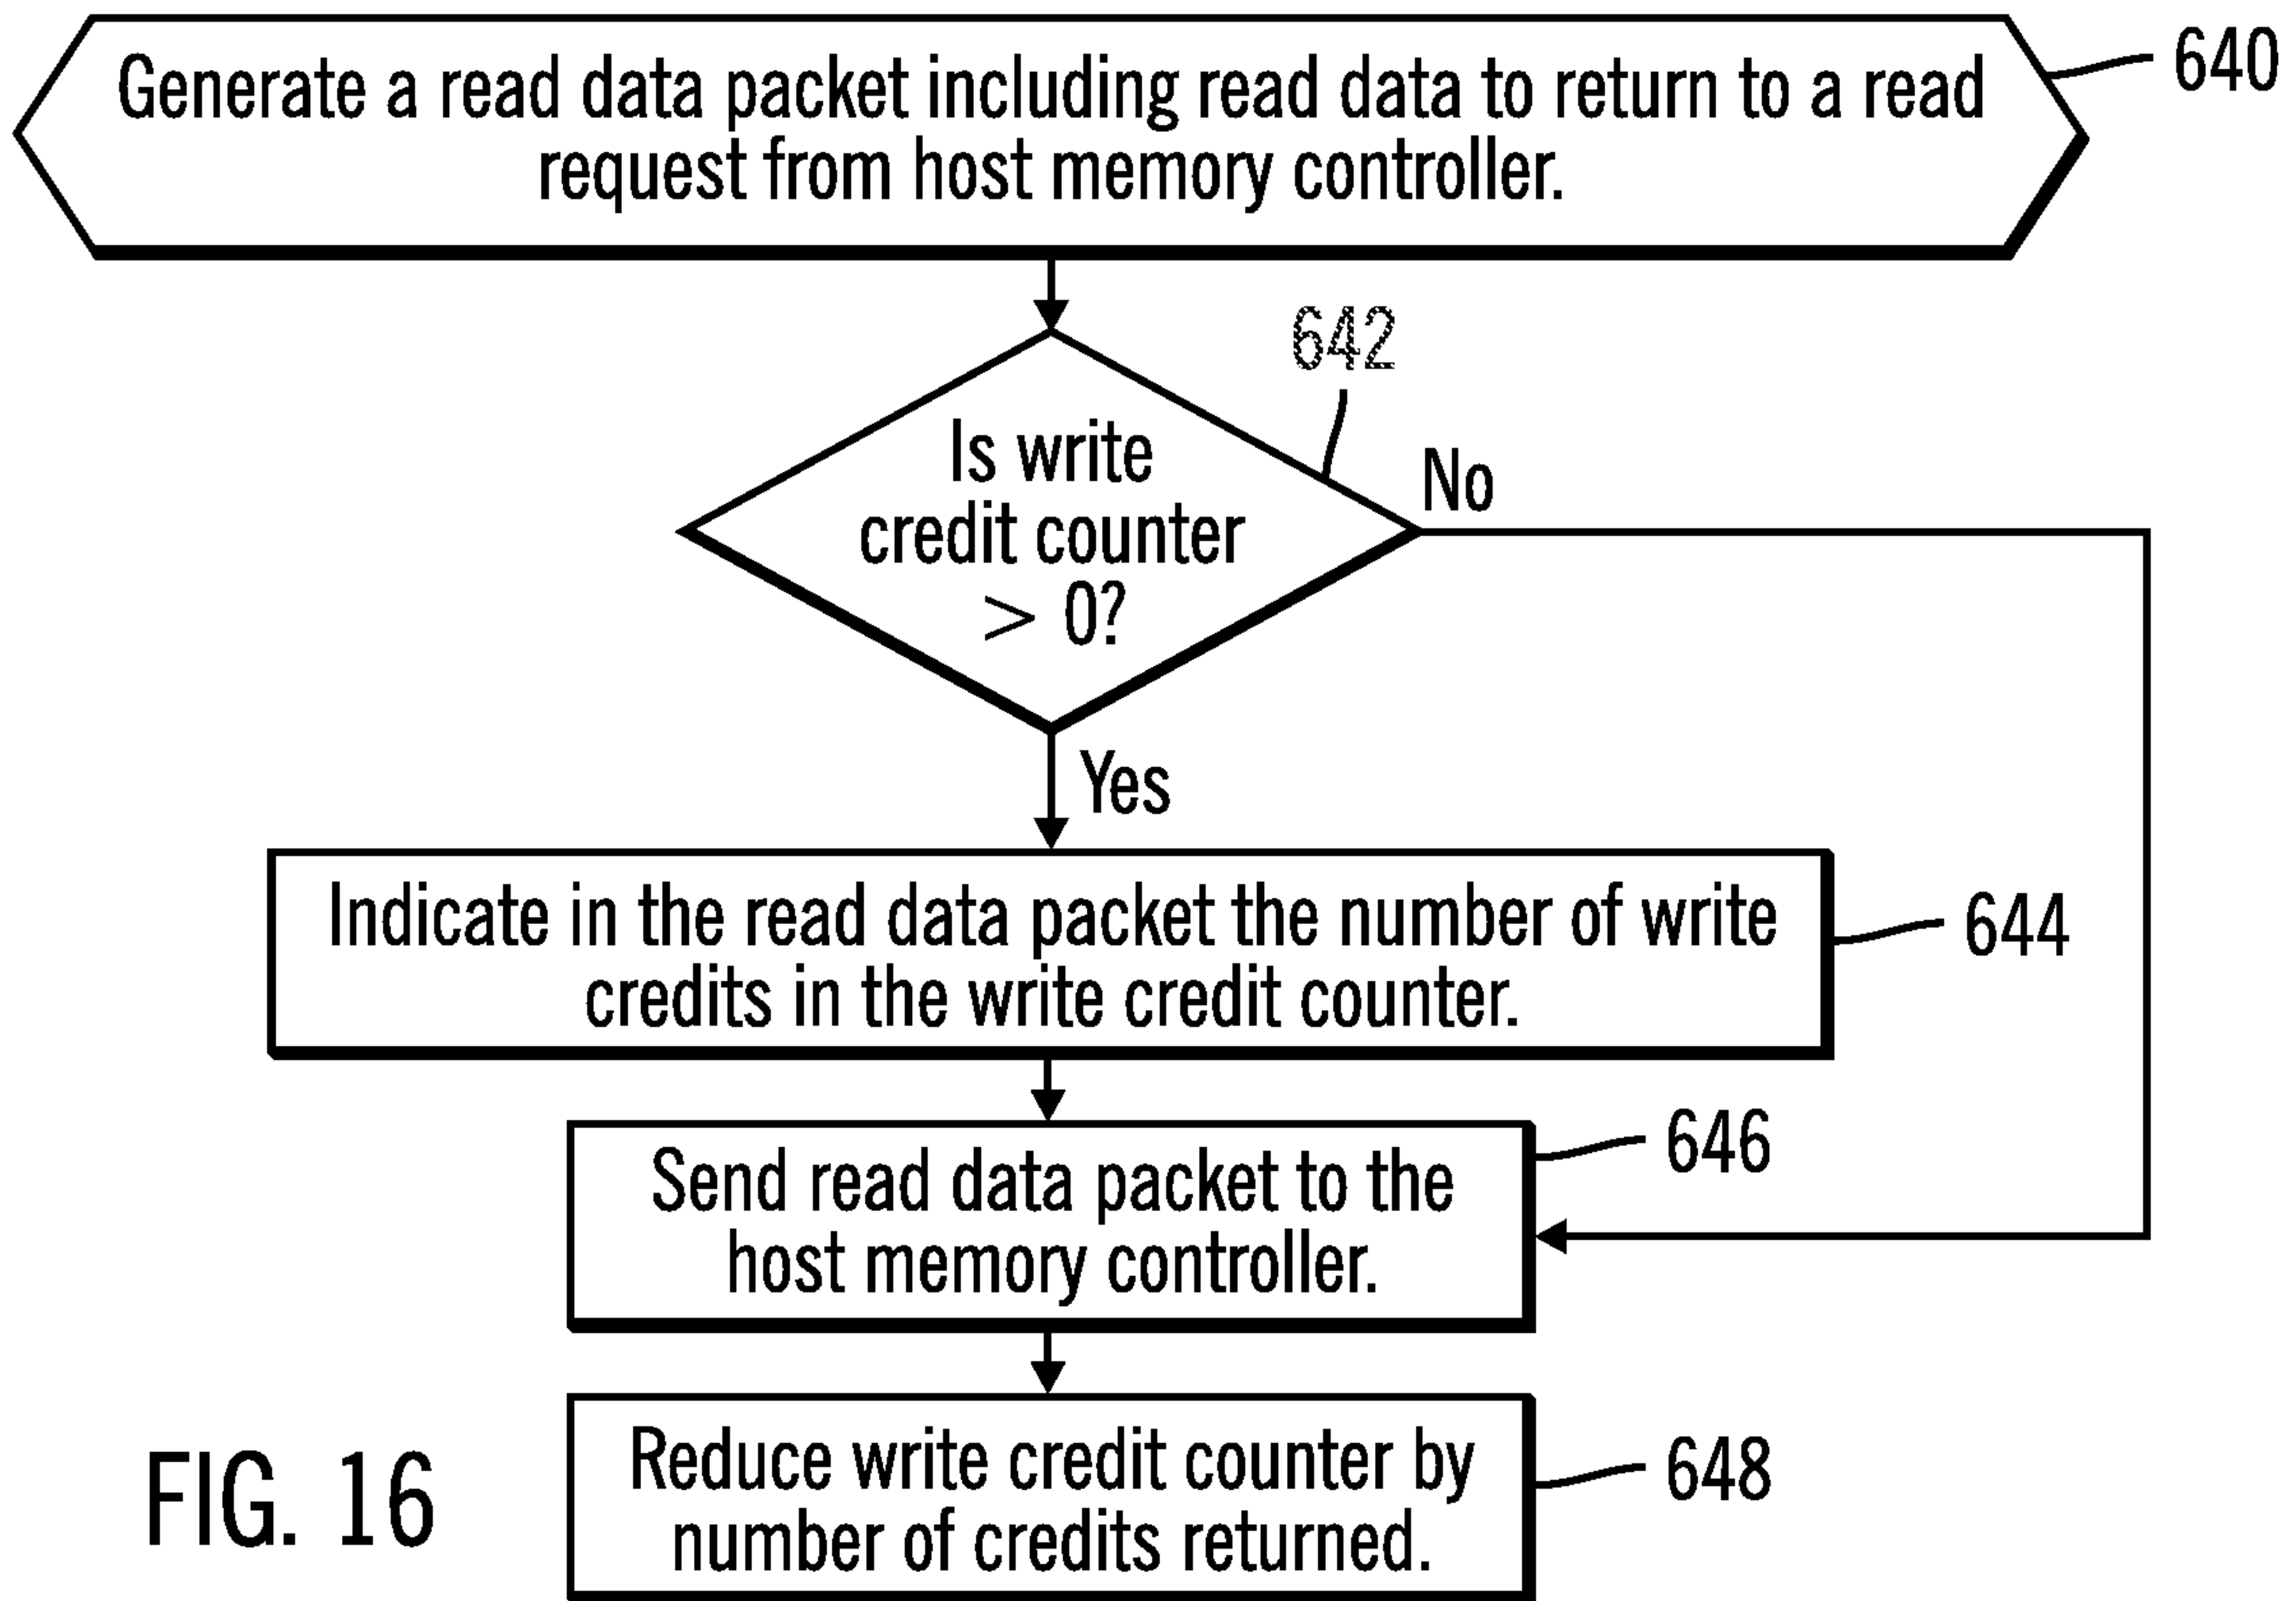 Generate a read data packet including read data to return to a read
request from host memory controller.
640
642
Is write
credit counter
> 0?
No
Yes
Indicate in the read data packet the number of write
credits in the write credit counter.
644
Send read data packet to the
host memory controller.
646
Reduce write credit counter by
number of credits returned.
648
FIG. 16